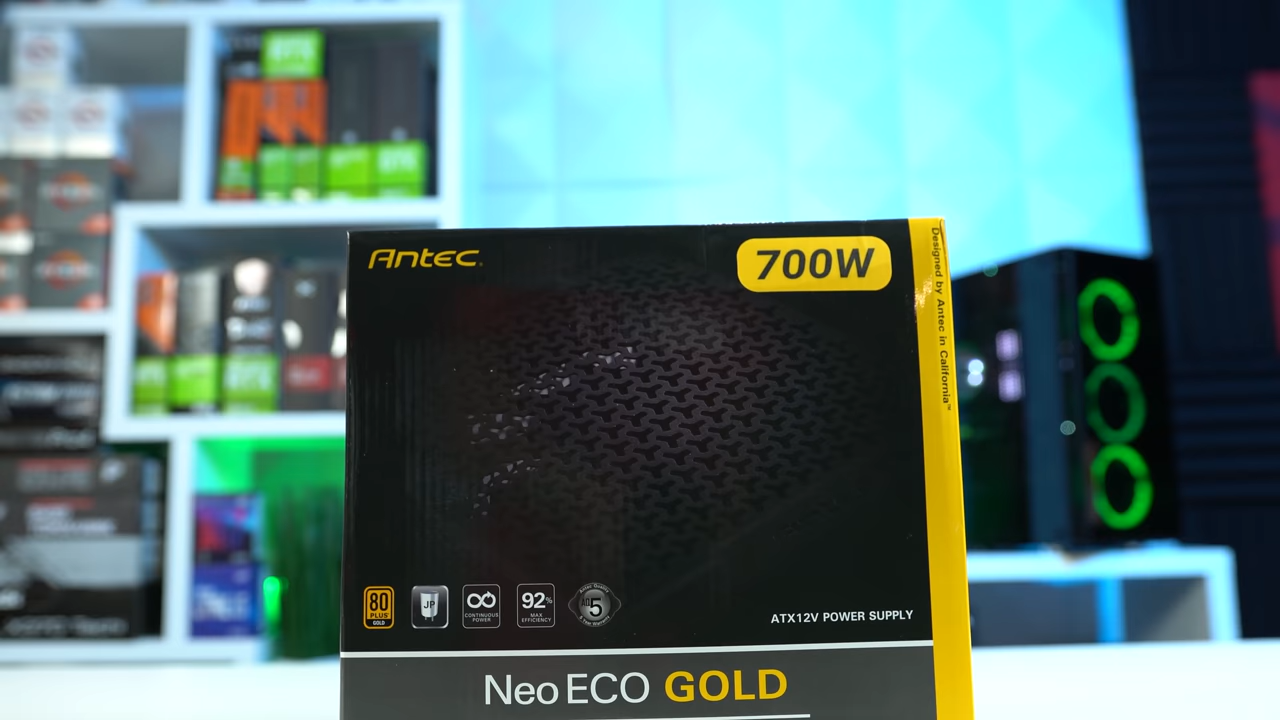 Antec
700W
Designed by Antec in California™
80
PLUS
GOLD
JP
CONTINUOUS
POWER
92%
MAX
EFFICIENCY
5
ATX12V POWER SUPPLY
Neo ECO GOLD